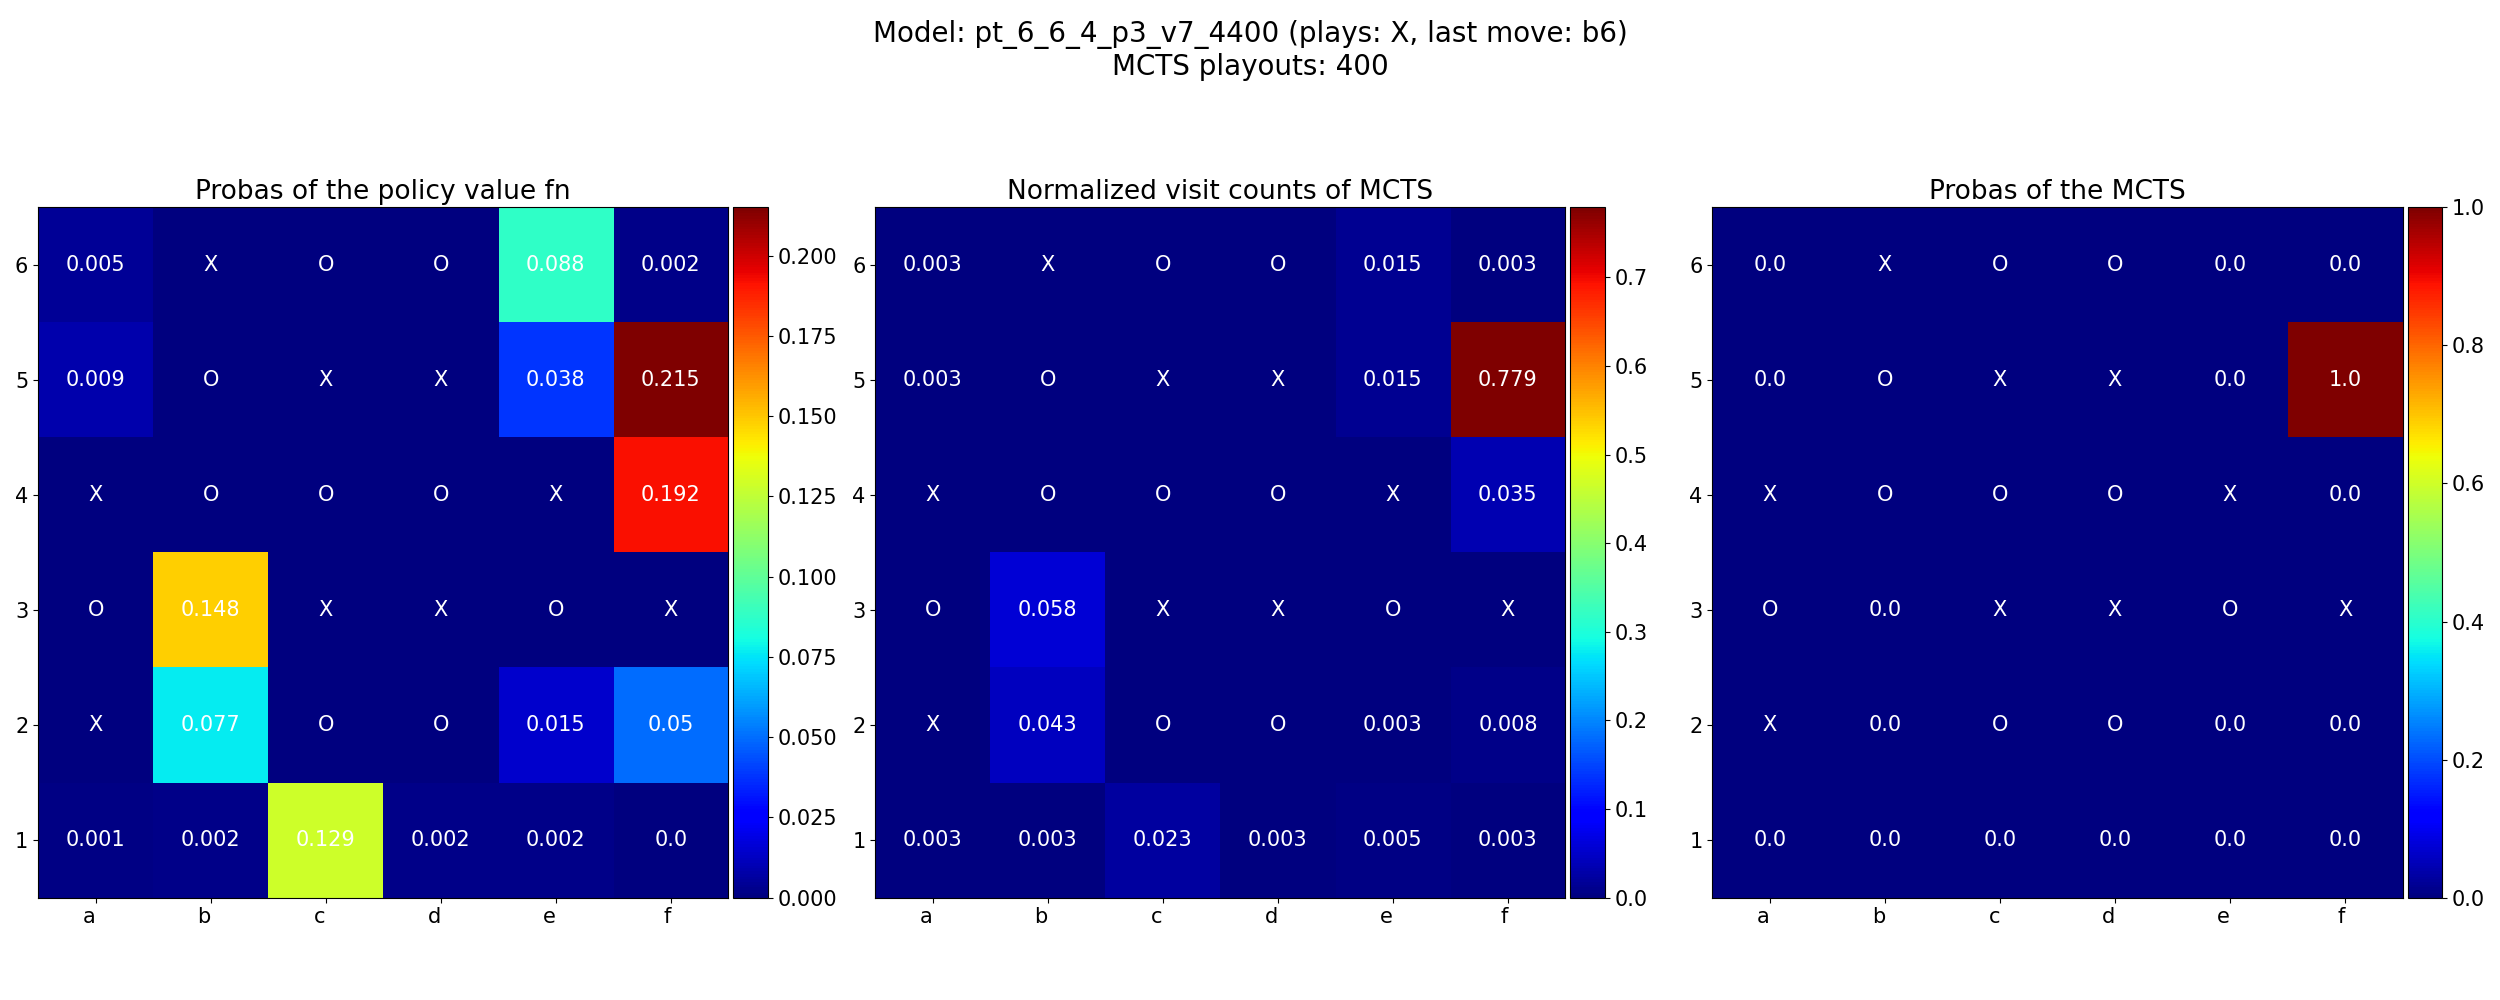 Model: pt_6_6_4_p3_v7_4400 (plays: X, last move: b6)
MCTS playouts: 400
Probas of the policy value fn
6 0.005 X O O 0.088 0.002
5 0.009 O X X 0.038 0.215
4 X O O O X 0.192
3 O 0.148 X X O X
2 X 0.077 O O 0.015 0.05
1 0.001 0.002 0.129 0.002 0.002 0.0
a b c d e f
0.200
0.175
0.150
0.125
0.100
0.075
0.050
0.025
0.000
Normalized visit counts of MCTS
6 0.003 X O O 0.015 0.003
5 0.003 O X X 0.015 0.779
4 X O O O X 0.035
3 O 0.058 X X O X
2 X 0.043 O O 0.003 0.008
1 0.003 0.003 0.023 0.003 0.005 0.003
a b c d e f
0.7
0.6
0.5
0.4
0.3
0.2
0.1
0.0
Probas of the MCTS
6 0.0 X O O 0.0 0.0
5 0.0 O X X 0.0 1.0
4 X O O O X 0.0
3 O 0.0 X X O X
2 X 0.0 O O 0.0 0.0
1 0.0 0.0 0.0 0.0 0.0 0.0
a b c d e f
1.0
0.8
0.6
0.4
0.2
0.0